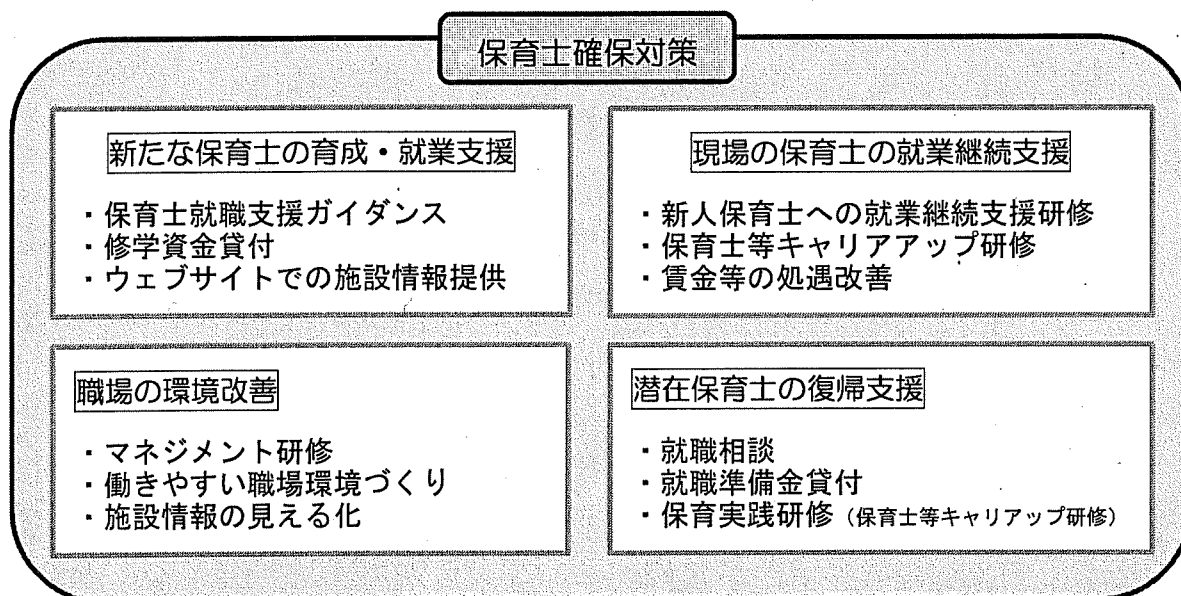 保育士確保対策
新たな保育士の育成・就業支援
・保育士就職支援ガイダンス
・修学資金貸付
・ウェブサイトでの施設情報提供
現場の保育士の就業継続支援
・新人保育士への就業継続支援研修
・保育士等キャリアアップ研修
・賃金等の処遇改善
職場の環境改善
・マネジメント研修
・働きやすい職場環境づくり
・施設情報の見える化
潜在保育士の復帰支援
・就職相談
・就職準備金貸付
・保育実践研修（保育士等キャリアップ研修）